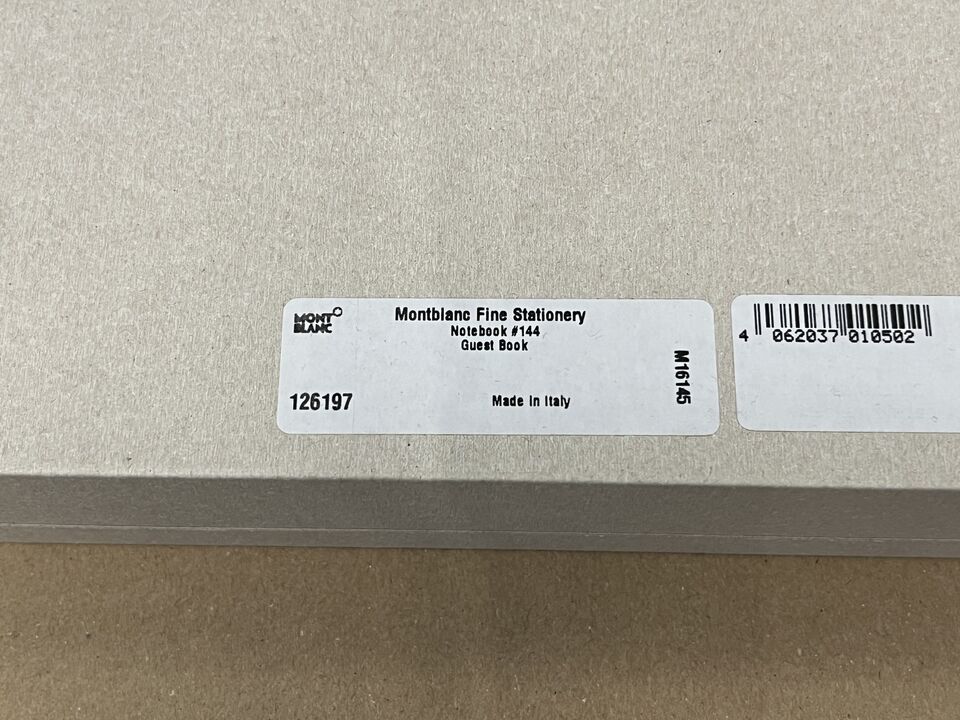 MONT
BLANC
Montblanc Fine Stationery
Notebook #144
Guest Book
126197
Made in Italy
M16145
4 062037 010502